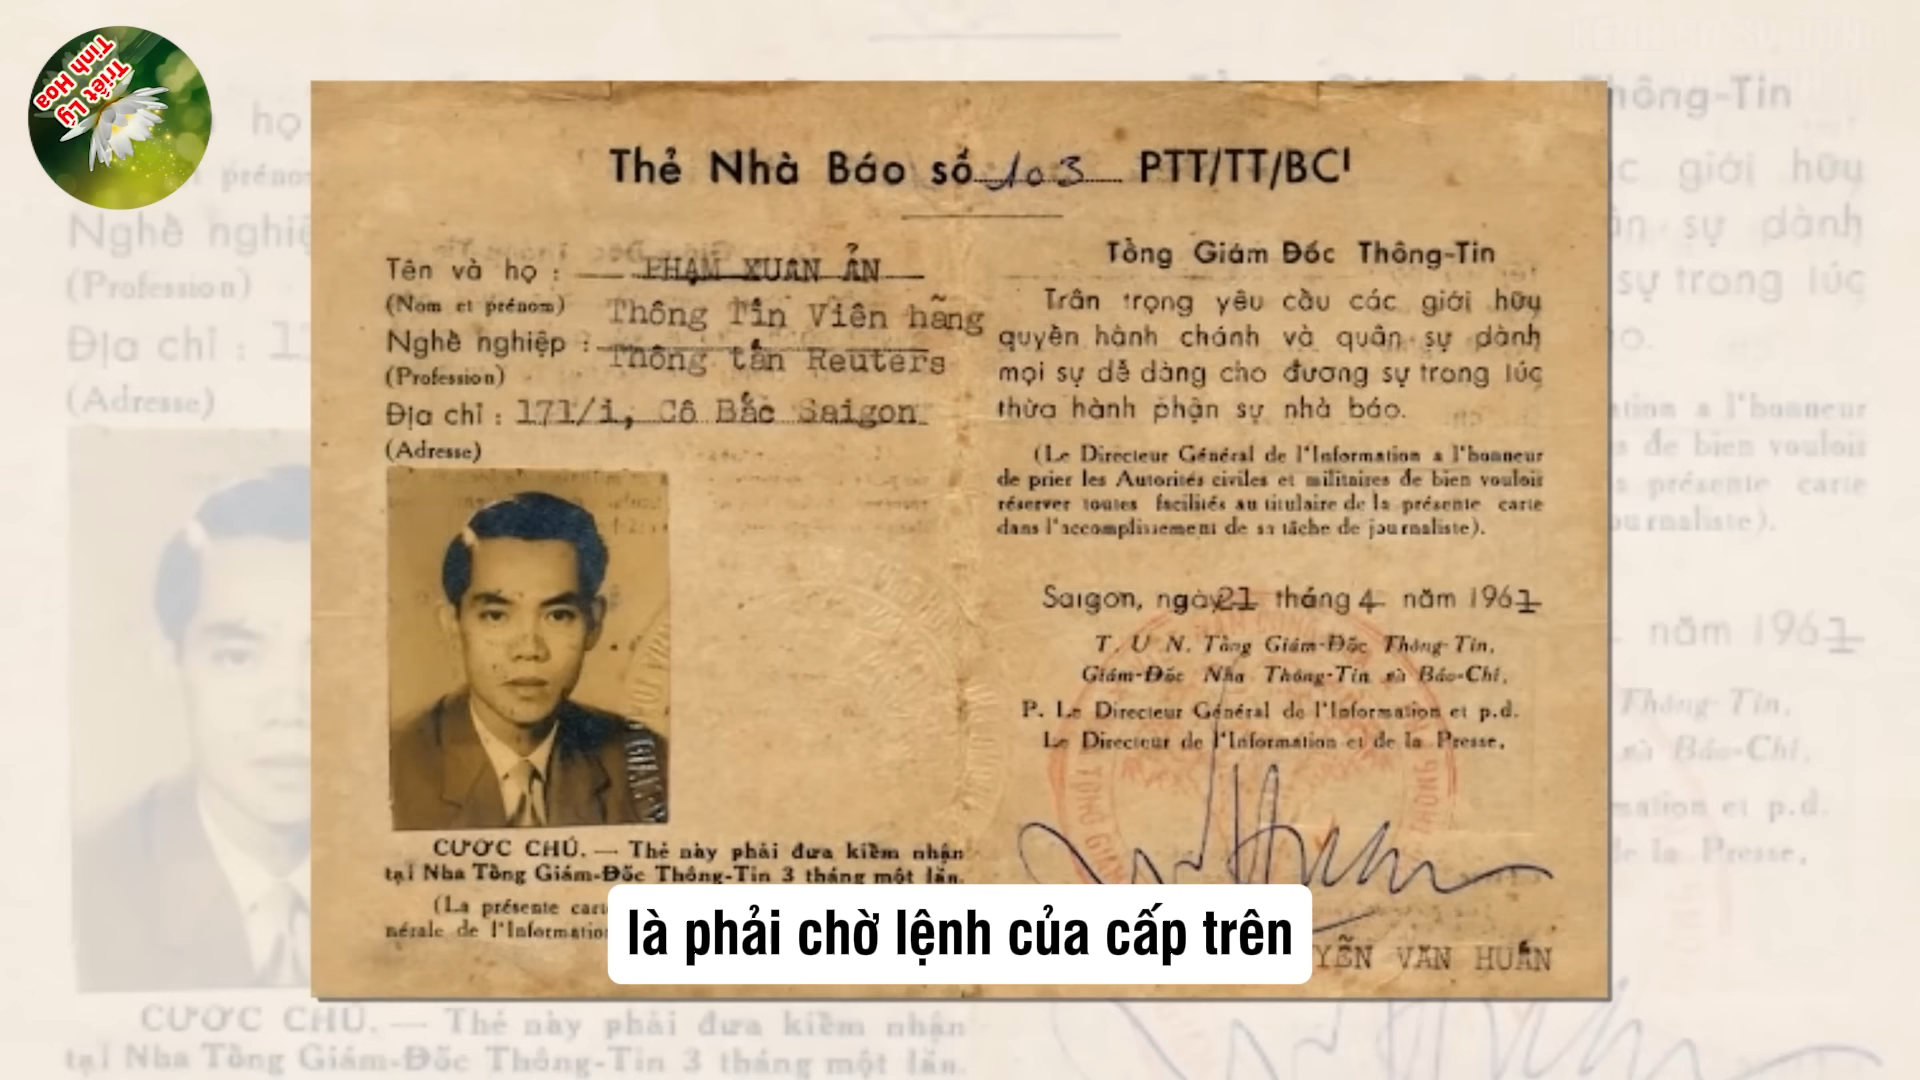 Tinh Hoa
Triết Lý
Thẻ Nhà Báo số 103 PTT/TT/BC¹
Tên và họ : PHẠM XUAN ẨN
(Nom et prénom)
Thông Tin Viên hãng
Nghề nghiệp : Thông tấn Reuters
(Profession)
Địa chỉ : 171/1, Cô Bắc Saigon
(Adresse)
CƯỚC CHÚ. — Thẻ này phải đưa kiểm nhận
tại Nha Tổng Giám-Đốc Thông-Tin 3 tháng một lần.
(La présente
nérale de l'Information
Tổng Giám Đốc Thông-Tin
Trân trọng yêu cầu các giới hữu
quyền hành chánh và quân sự dành
mọi sự dễ dàng cho đương sự trong lúc
thừa hành phận sự nhà báo.
(Le Directeur Général de l'Information a l'honneur
de prier les Autorités civiles et militaires de bien vouloir
réserver toutes facilités au titulaire de la présente carte
dans l'accomplissement de sa tâche de journaliste).
Saigon, ngày 21 tháng 4 năm 1961
T. U N. Tổng Giám-Đốc Thông-Tin,
Giám-Đốc Nha Thông-Tin và Báo-Chí,
P. Le Directeur Général de l'Information et p.d.
Le Directeur de l'Information et de la Presse,
YỄN VĂN HUẤN
là phải chờ lệnh của cấp trên